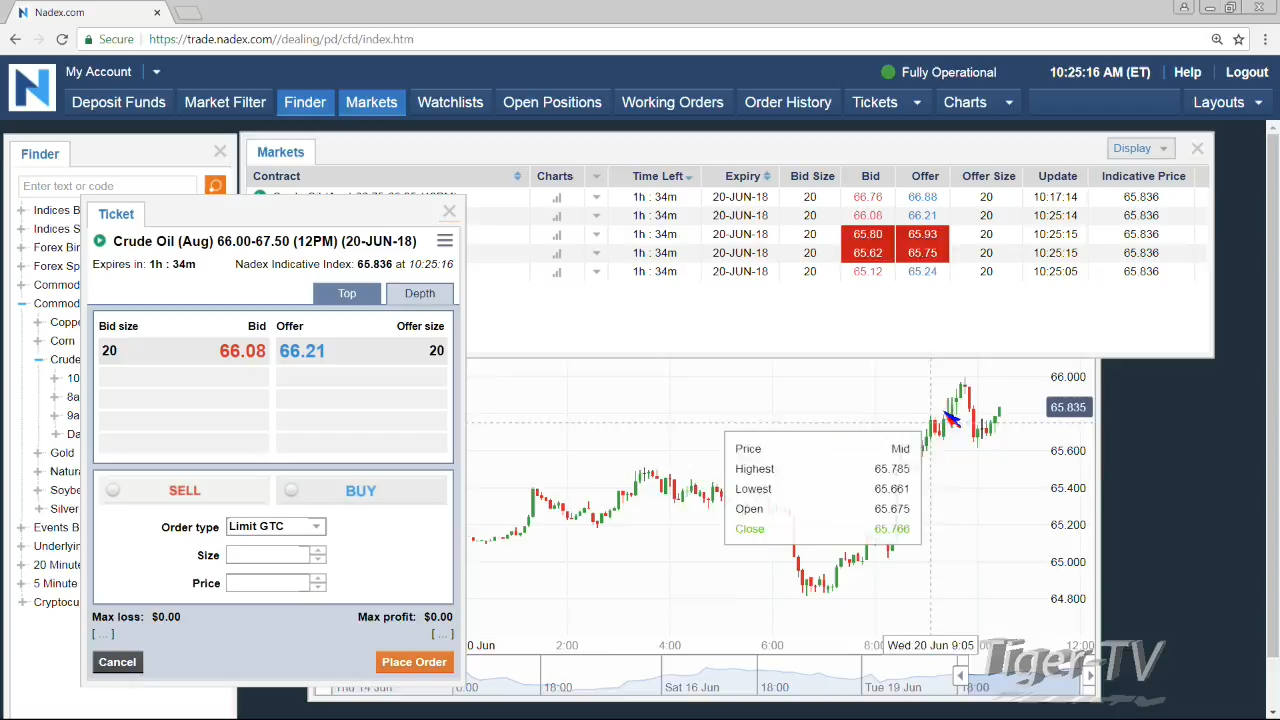 Nadex.com
Secure
https://trade.nadex.com//dealing/pd/cfd/index.htm
N
My Account
Fully Operational
10:25:16 AM (ET)
Help
Logout
Deposit Funds
Market Filter
Finder
Markets
Watchlists
Open Positions
Working Orders
Order History
Tickets
Charts
Layouts
Finder
Enter text or code
Indices B
Indices S
Forex Bin
Forex Sp
Commod
Commod
Coppe
Corn
Crude
10
8a
9a
Da
Gold
Natura
Soybe
Silver
Events B
Underlyin
20 Minute
5 Minute
Cryptocu
Markets
Display
Contract Charts Time Left Expiry Bid Size Bid Offer Offer Size Update Indicative Price
1h : 34m 20-JUN-18 20 66.76 66.88 20 10:17:14 65.836
1h : 34m 20-JUN-18 20 66.08 66.21 20 10:25:14 65.836
1h : 34m 20-JUN-18 20 65.80 65.93 20 10:25:15 65.836
1h : 34m 20-JUN-18 20 65.62 65.75 20 10:25:15 65.836
1h : 34m 20-JUN-18 20 65.12 65.24 20 10:25:05 65.836
Ticket
Crude Oil (Aug) 66.00-67.50 (12PM) (20-JUN-18)
Expires in: 1h : 34m Nadex Indicative Index: 65.836 at 10:25:16
Top Depth
Bid size Bid Offer Offer size
20 66.08 66.21 20
SELL BUY
Order type Limit GTC
Size
Price
Max loss: $0.00 Max profit: $0.00
[ ... ] [ ... ]
Cancel Place Order
66.000
65.835
65.600
65.400
65.200
65.000
64.800
Price Mid
Highest 65.785
Lowest 65.661
Open 65.675
Close 65.766
0 Jun 2:00 4:00 6:00 8:0 Wed 20 Jun 9:05 12:00
Thu 14 Jun 18:00 Sat 16 Jun 18:00 Tue 19 Jun 18:00
Tiger-TV